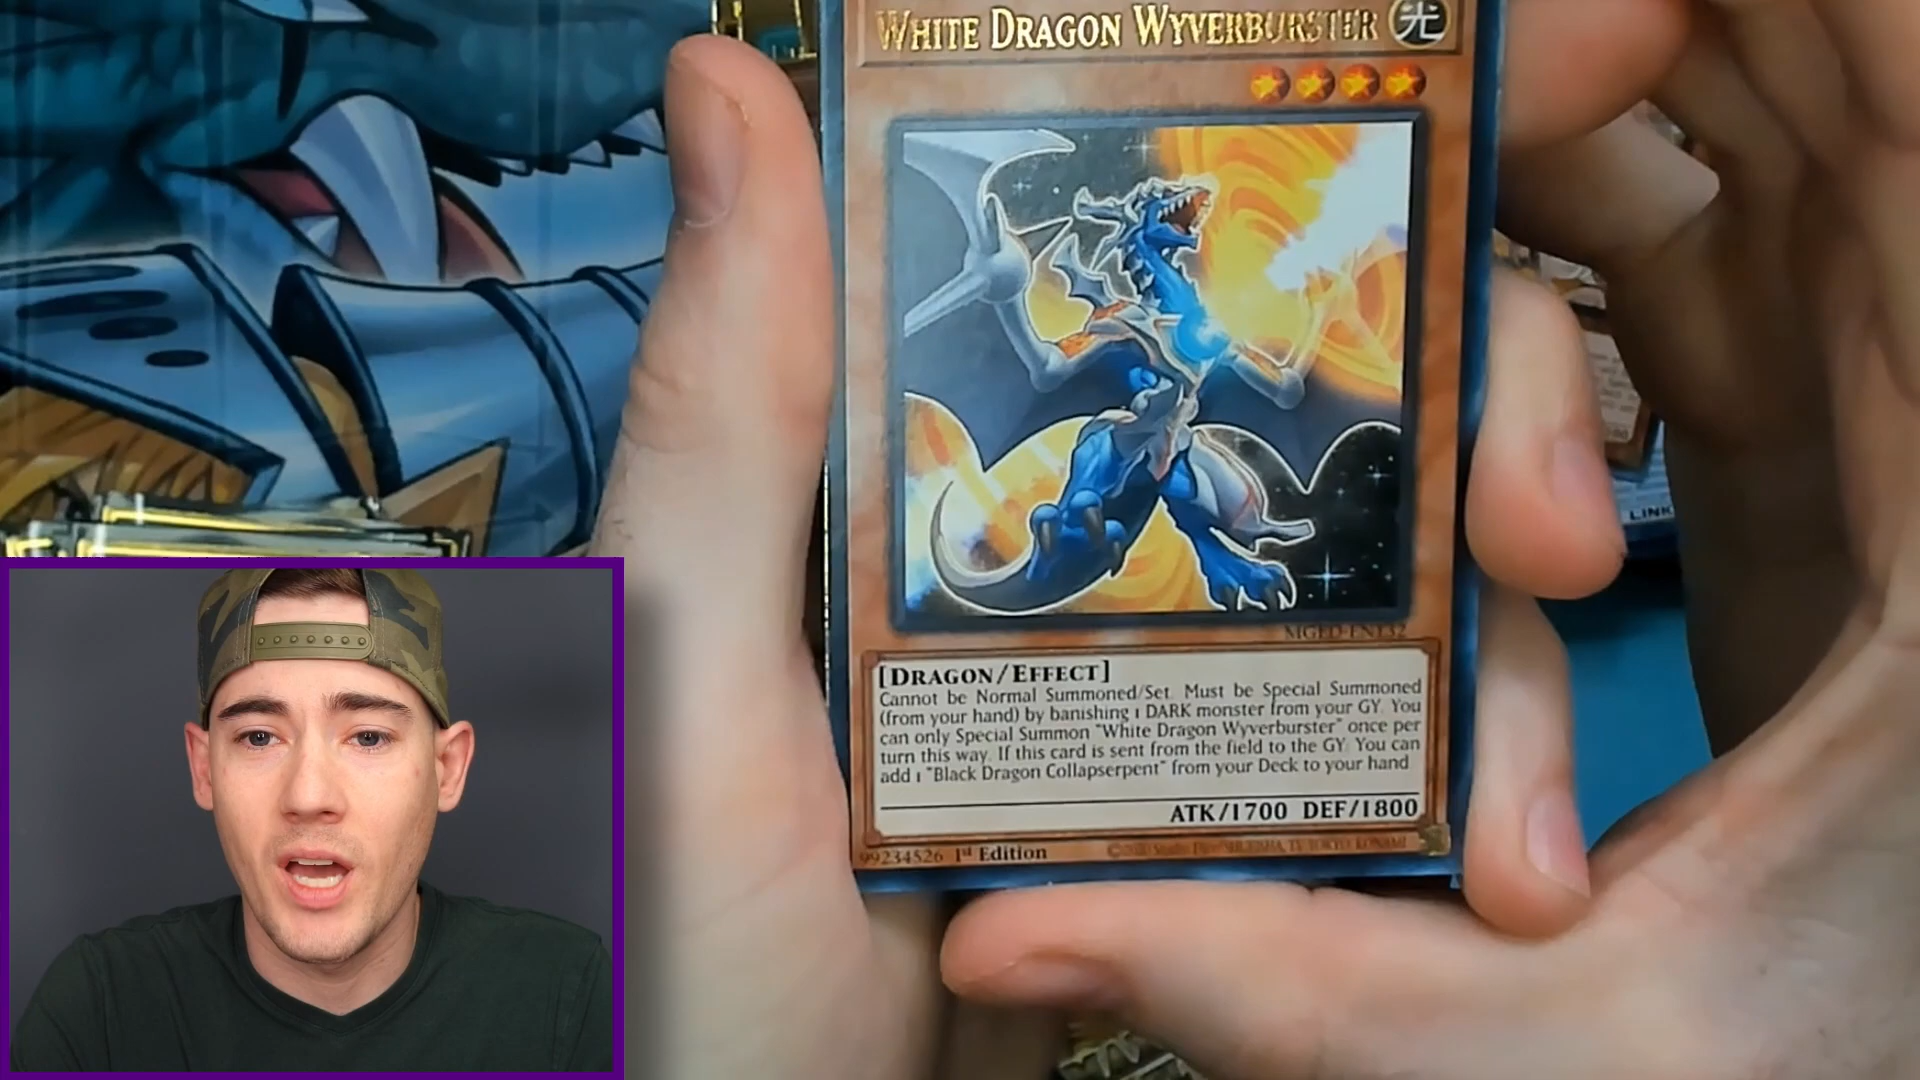 WHITE DRAGON WYVERBURSTER 光
MGED-EN132
[DRAGON/EFFECT]
Cannot be Normal Summoned/Set. Must be Special Summoned
(from your hand) by banishing 1 DARK monster from your GY. You
can only Special Summon "White Dragon Wyverburster" once per
turn this way. If this card is sent from the field to the GY: You can
add 1 "Black Dragon Collapserpent" from your Deck to your hand
ATK/1700 DEF/1800
99234526 1st Edition
LINK